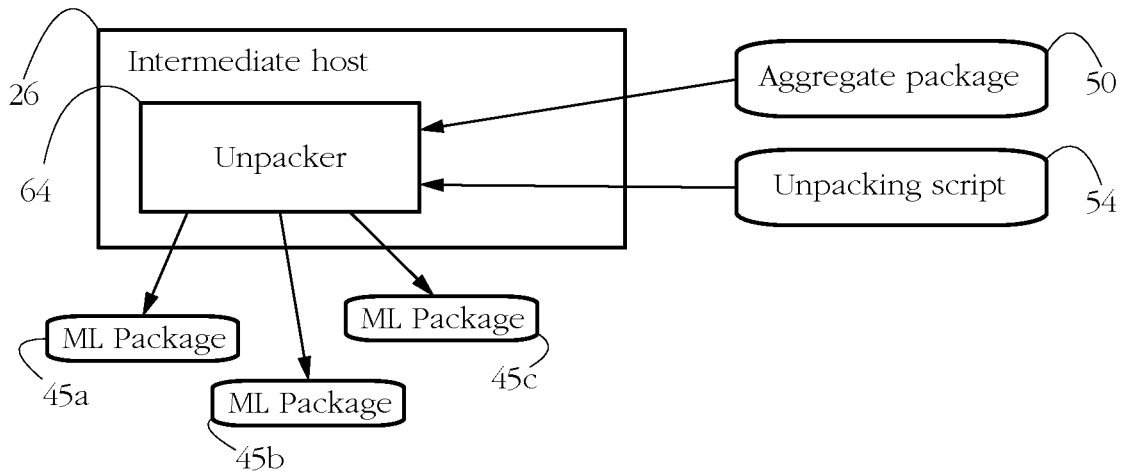 26
Intermediate host
Aggregate package
50
64
Unpacker
Unpacking script
54
ML Package
45a
ML Package
45c
ML Package
45b